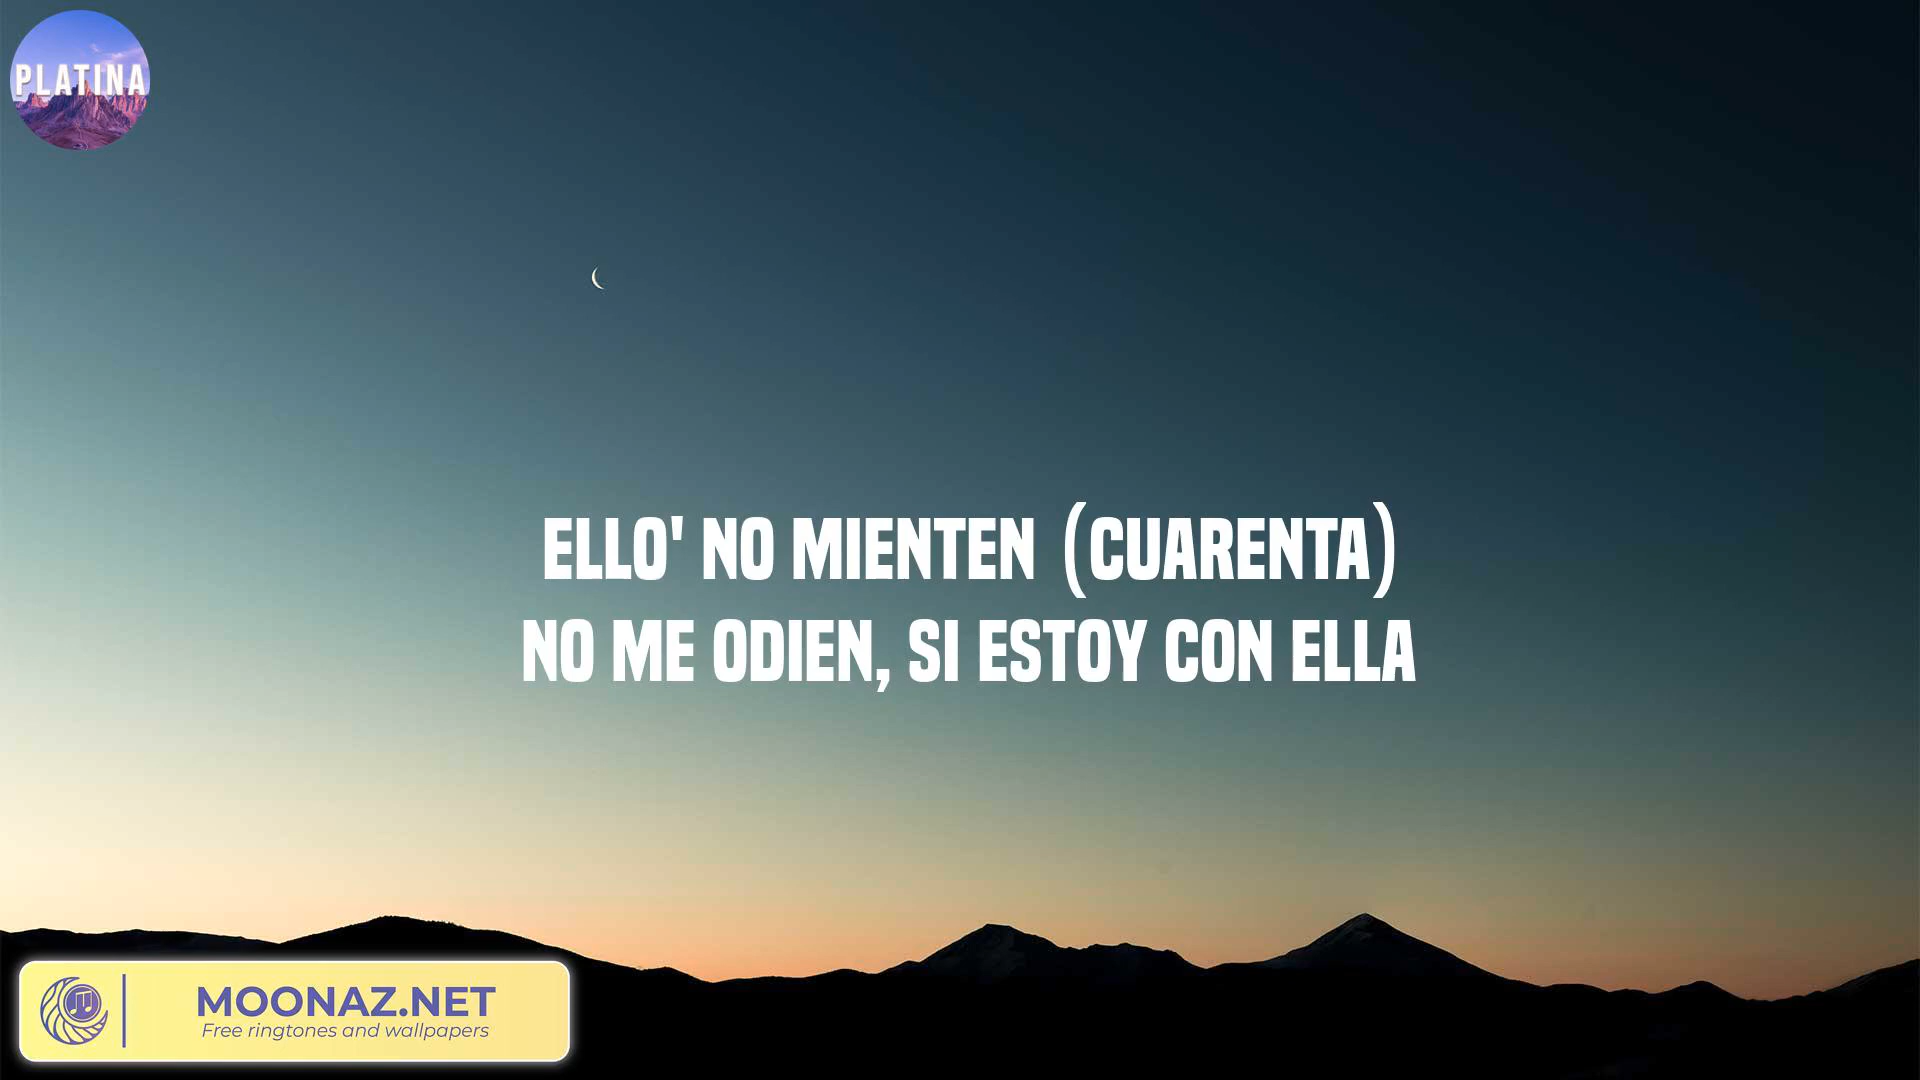 PLATINA
ELLO' NO MIENTEN (CUARENTA)
NO ME ODIEN, SI ESTOY CON ELLA
MOONAZ.NET
Free ringtones and wallpapers